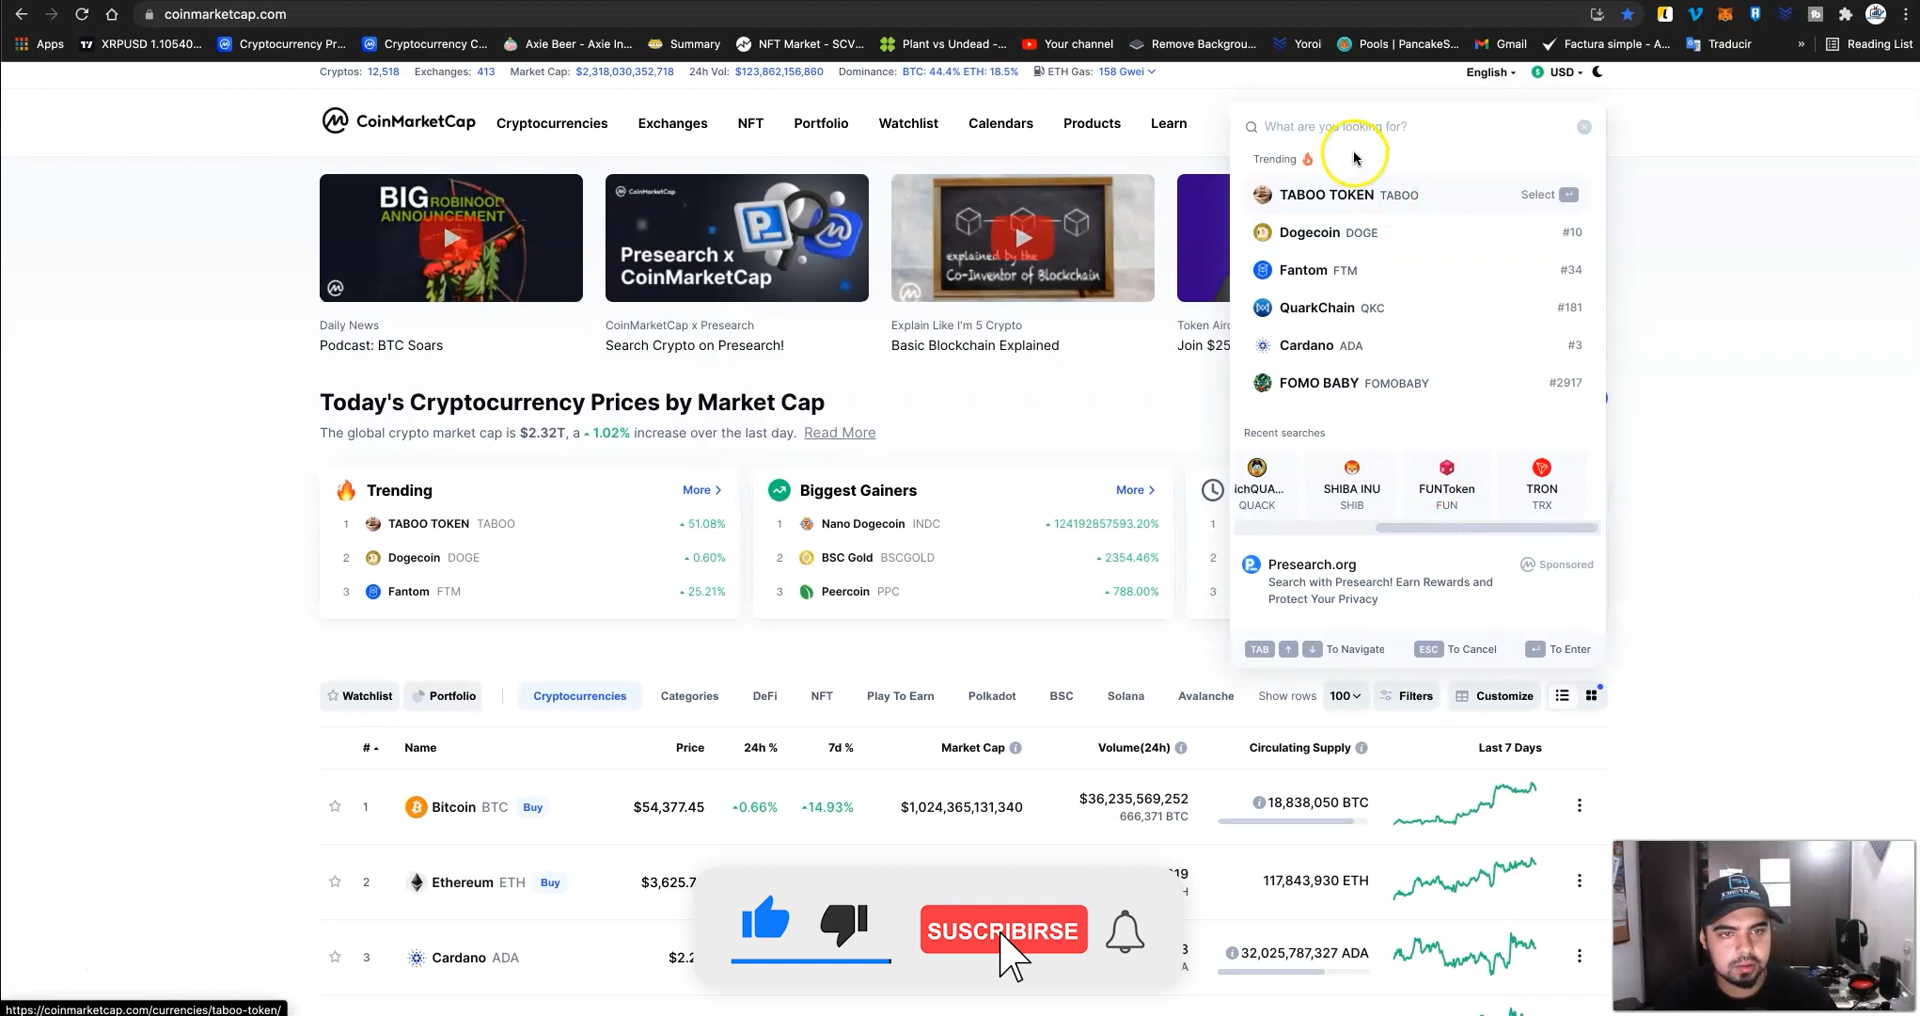 coinmarketcap.com
Apps XRPUSD 1.10540... Cryptocurrency Pr... Cryptocurrency C... Axie Beer - Axie In... Summary NFT Market - SCV... Plant vs Undead -... Your channel Remove Backgrou... Yoroi Pools | PancakeS... Gmail Factura simple - A... Traducir » Reading List
Cryptos: 12,518 Exchanges: 413 Market Cap: $2,318,030,352,718 24h Vol: $123,862,156,860 Dominance: BTC: 44.4% ETH: 18.5% ETH Gas: 158 Gwei English USD
CoinMarketCap Cryptocurrencies Exchanges NFT Portfolio Watchlist Calendars Products Learn
What are you looking for?
Trending
TABOO TOKEN TABOO Select
Dogecoin DOGE #10
Fantom FTM #34
QuarkChain QKC #181
Cardano ADA #3
FOMO BABY FOMOBABY #2917
Recent searches
ichQUA... SHIBA INU FUNToken TRON
QUACK SHIB FUN TRX
Presearch.org Sponsored
Search with Presearch! Earn Rewards and
Protect Your Privacy
TAB ↑ ↓ To Navigate ESC To Cancel To Enter
BIG ROBINOOD
ANNOUNCEMENT
CoinMarketCap
Presearch x
CoinMarketCap
explained by the
Co-Inventor of Blockchain
Daily News CoinMarketCap x Presearch Explain Like I'm 5 Crypto
Podcast: BTC Soars Search Crypto on Presearch! Basic Blockchain Explained Join $25
Today's Cryptocurrency Prices by Market Cap
The global crypto market cap is $2.32T, a 1.02% increase over the last day. Read More
Trending More >
1 TABOO TOKEN TABOO 51.08%
2 Dogecoin DOGE 0.60%
3 Fantom FTM 25.21%
Biggest Gainers More >
1 Nano Dogecoin INDC 124192857593.20%
2 BSC Gold BSCGOLD 2354.46%
3 Peercoin PPC 788.00%
1
2
3
Watchlist Portfolio Cryptocurrencies Categories DeFi NFT Play To Earn Polkadot BSC Solana Avalanche Show rows 100 Filters Customize
# Name Price 24h % 7d % Market Cap Volume(24h) Circulating Supply Last 7 Days
1 Bitcoin BTC Buy $54,377.45 0.66% 14.93% $1,024,365,131,340 $36,235,569,252 18,838,050 BTC
666,371 BTC
2 Ethereum ETH Buy $3,625.7 19 117,843,930 ETH
H
3 Cardano ADA $2.2 3 32,025,787,327 ADA
A
SUSCRIBIRSE
https://coinmarketcap.com/currencies/taboo-token/